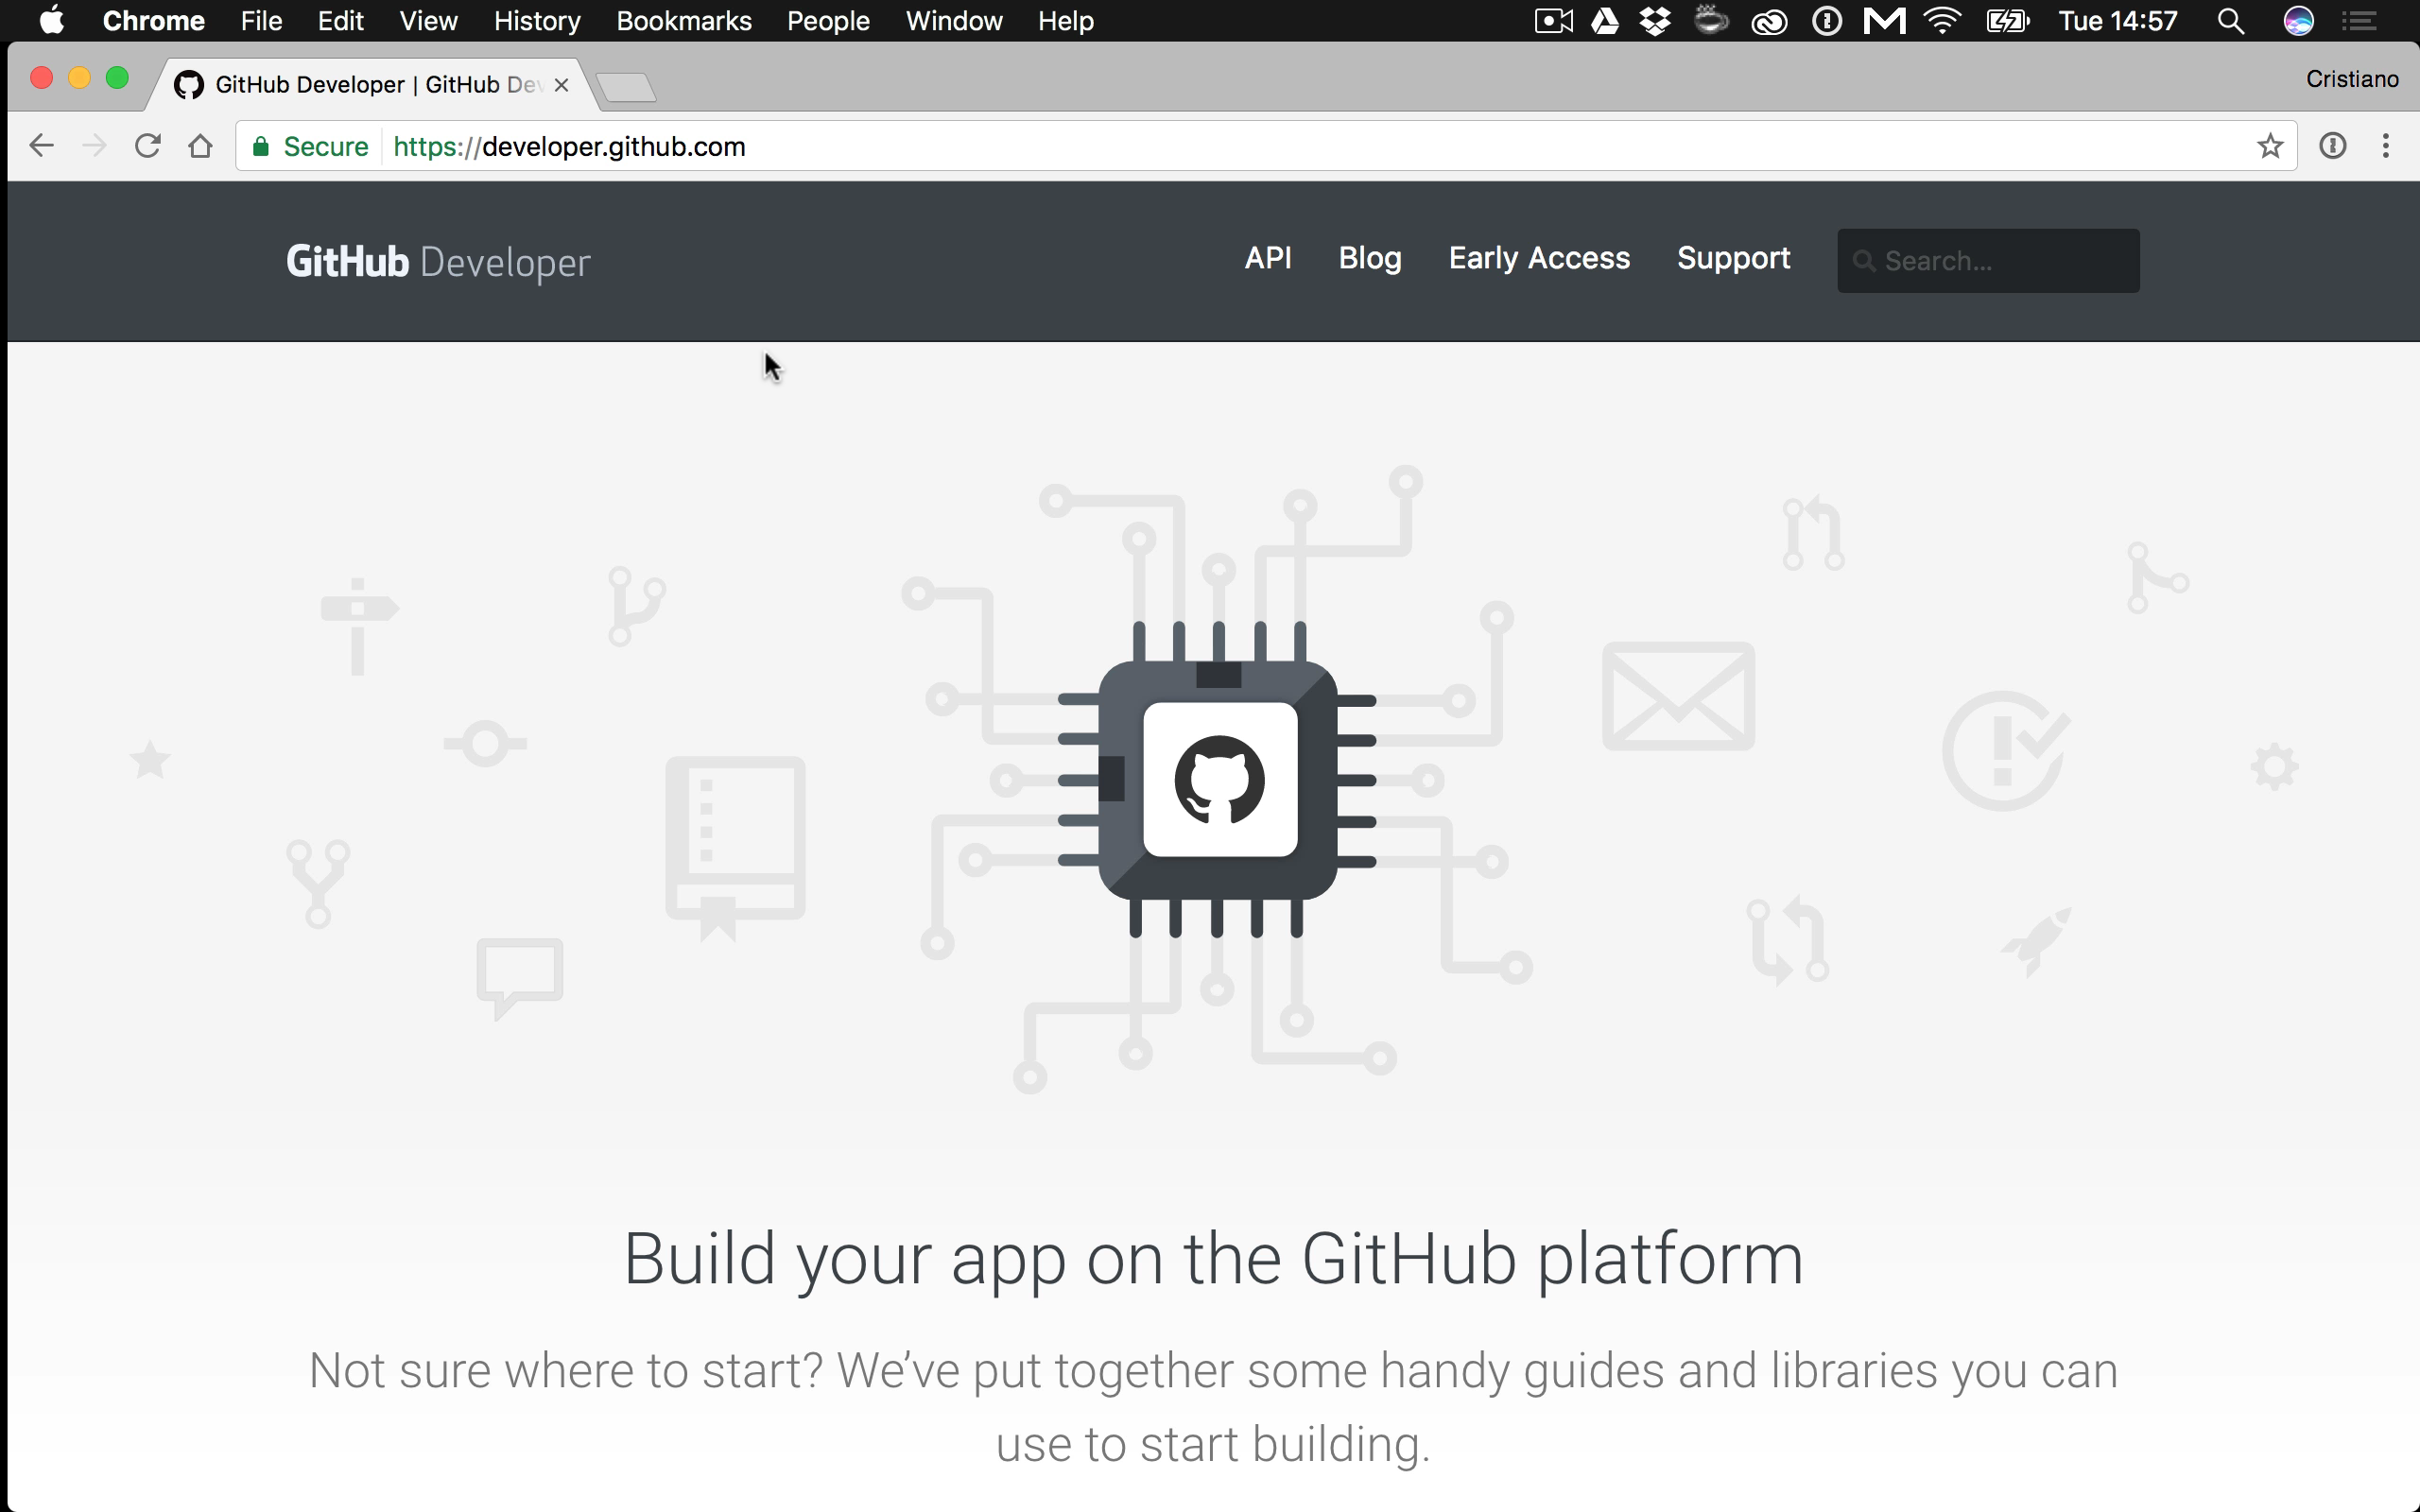 Chrome File Edit View History Bookmarks People Window Help Tue 14:57
GitHub Developer | GitHub Dev Cristiano
Secure https://developer.github.com
GitHub Developer API Blog Early Access Support Search...
Build your app on the GitHub platform
Not sure where to start? We’ve put together some handy guides and libraries you can
use to start building.